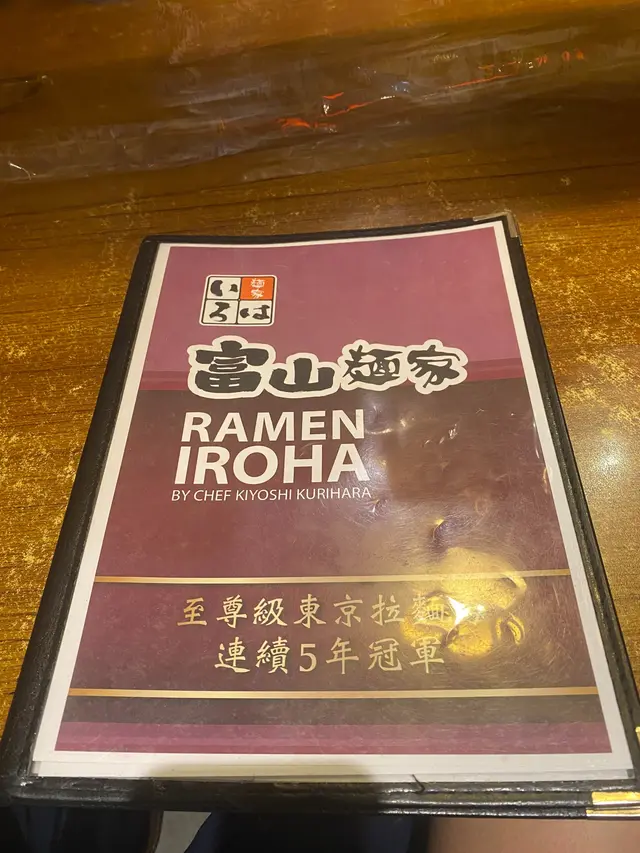 い 麺家
ろ は
富山麺家
RAMEN
IROHA
BY CHEF KIYOSHI KURIHARA
至尊級東京拉麵
連續5年冠軍